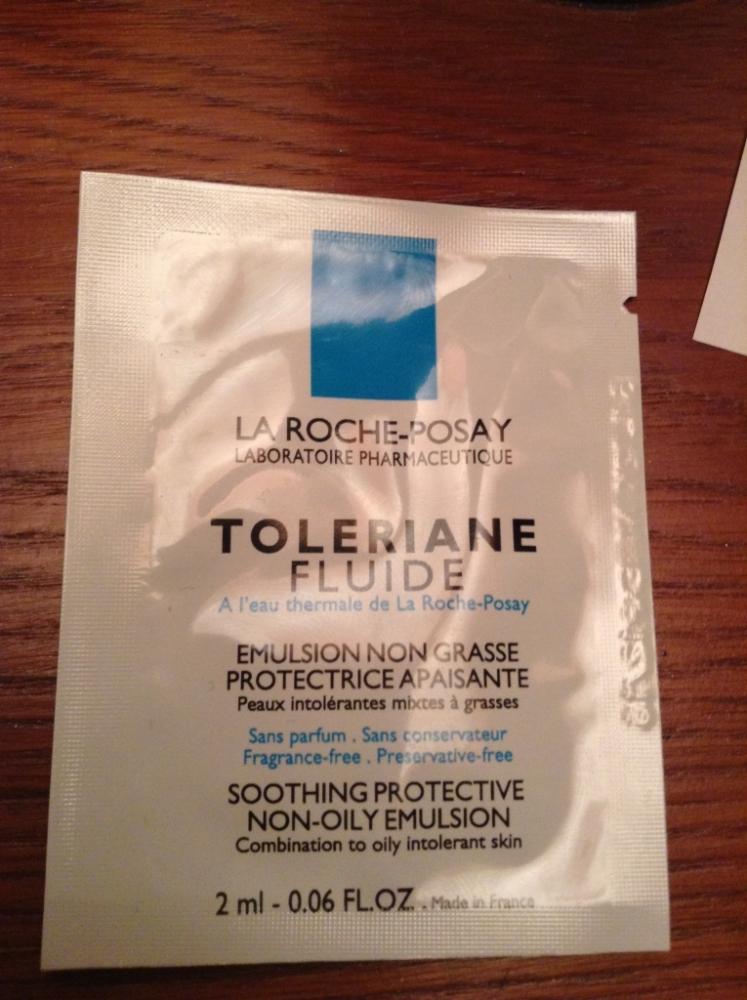 LA ROCHE-POSAY
LABORATOIRE PHARMACEUTIQUE
TOLERIANE
FLUIDE
A l'eau thermale de La Roche-Posay
EMULSION NON GRASSE
PROTECTRICE APAISANTE
Peaux intolérantes mixtes à grasses
Sans parfum . Sans conservateur
Fragrance-free . Preservative-free
SOOTHING PROTECTIVE
NON-OILY EMULSION
Combination to oily intolerant skin
2 ml - 0.06 FL.OZ. . Made in France